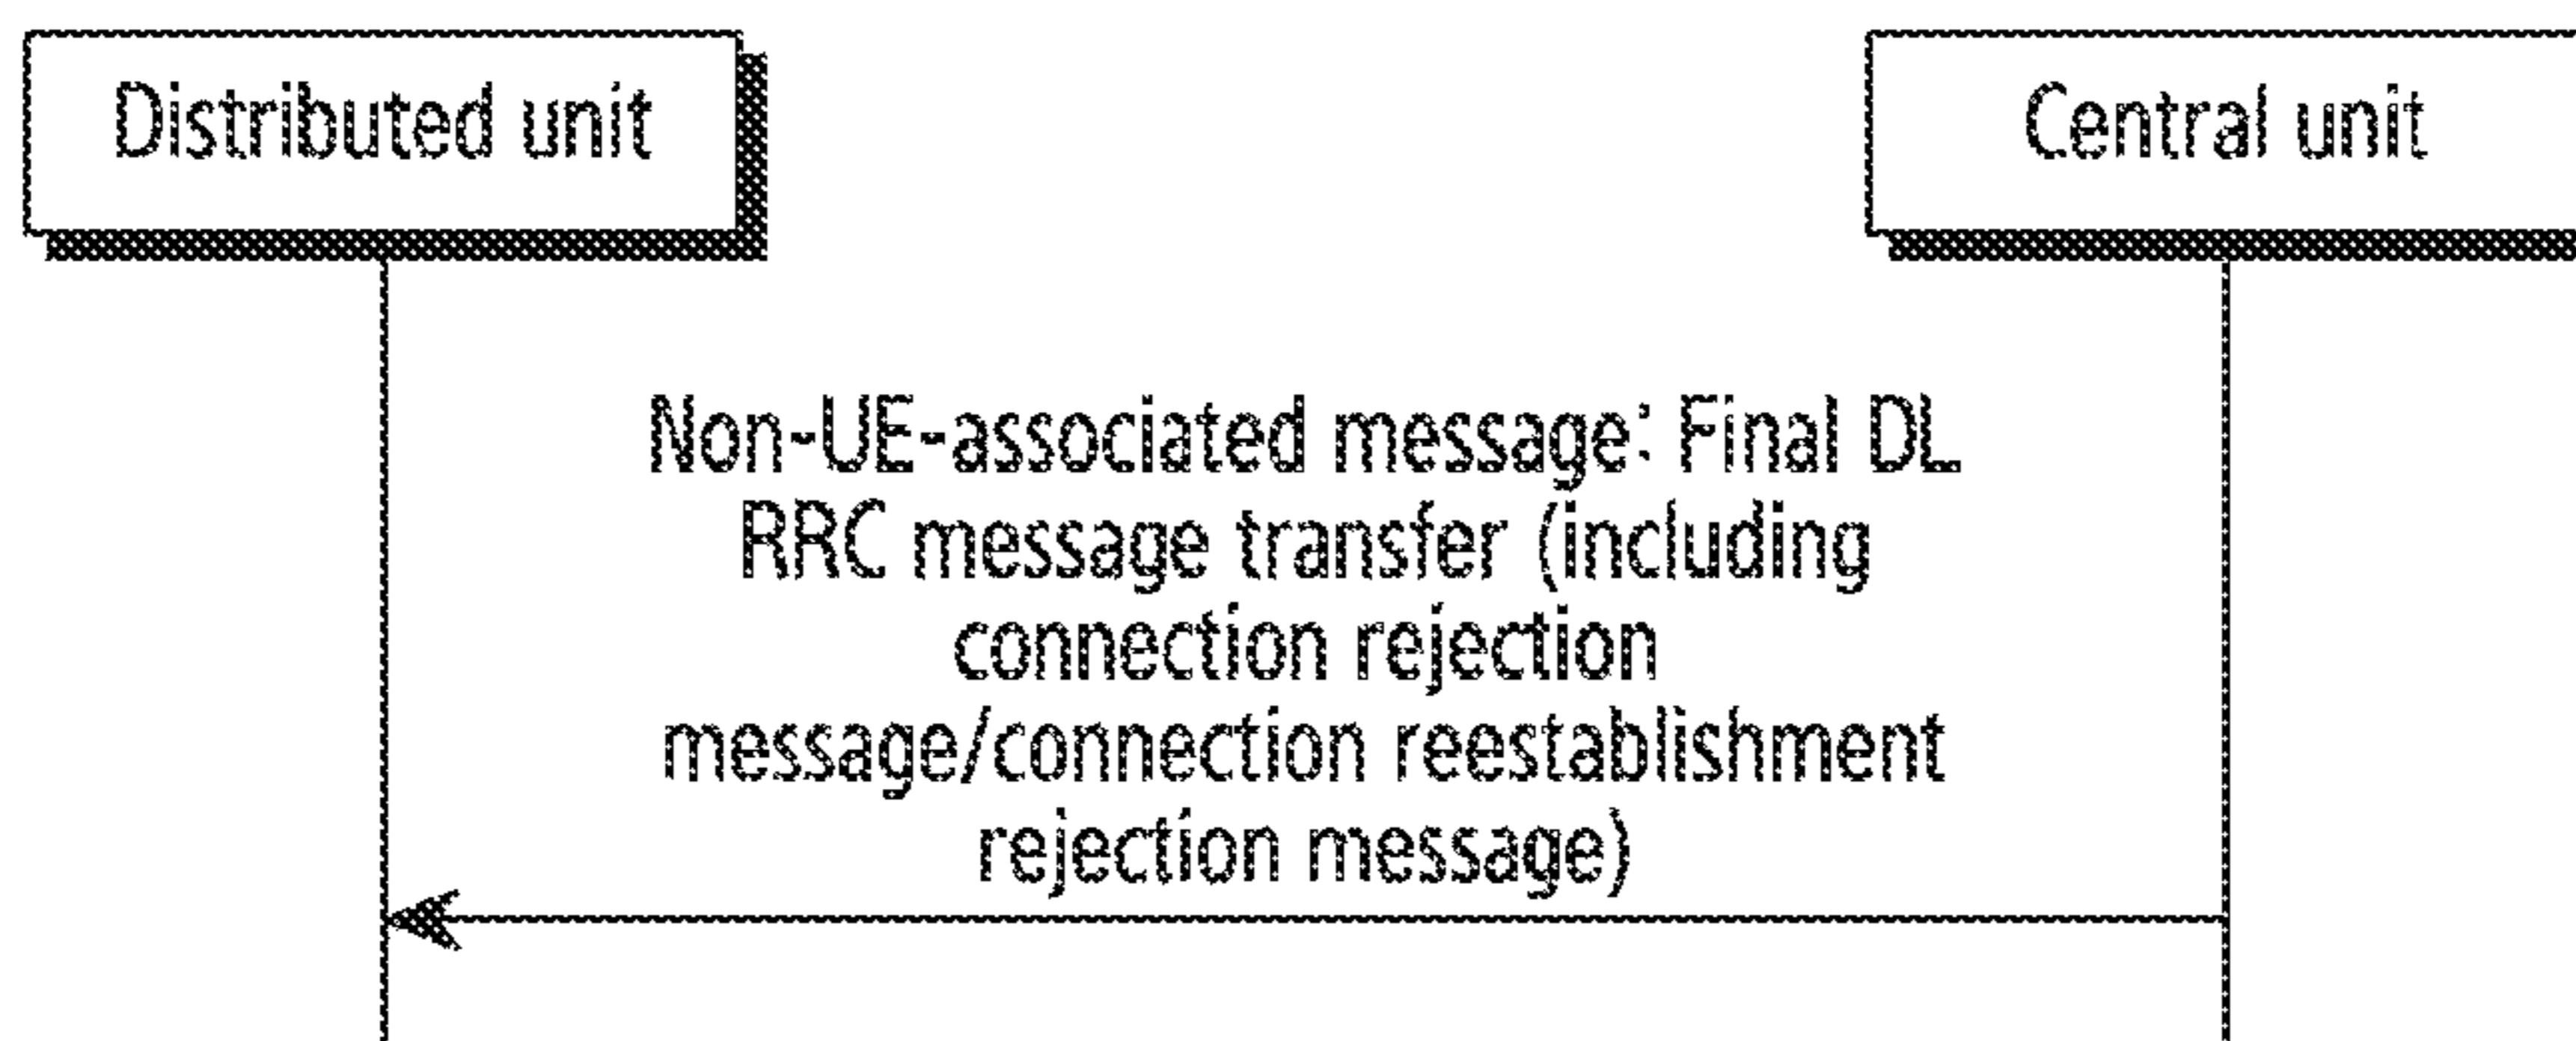 Distributed unit
Central unit
Non-UE-associated message: Final DL
RRC message transfer (including
connection rejection
message/connection reestablishment
rejection message)